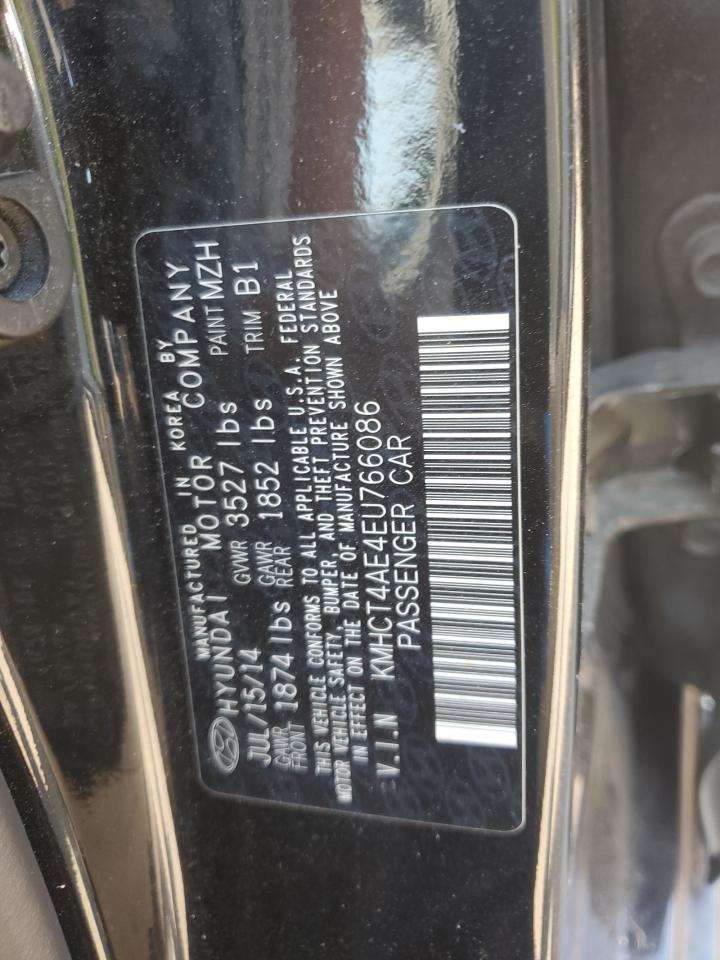 MANUFACTURED IN KOREA BY
HYUNDAI MOTOR COMPANY
JUL/15/14 GVWR 3527 lbs PAINT MZH
GAWR FRONT 1874 lbs GAWR REAR 1852 lbs TRIM B1
THIS VEHICLE CONFORMS TO ALL APPLICABLE U.S.A. FEDERAL
MOTOR VEHICLE SAFETY, BUMPER, AND THEFT PREVENTION STANDARDS
IN EFFECT ON THE DATE OF MANUFACTURE SHOWN ABOVE
V.I.N KMHCT4AE4EU766086
PASSENGER CAR